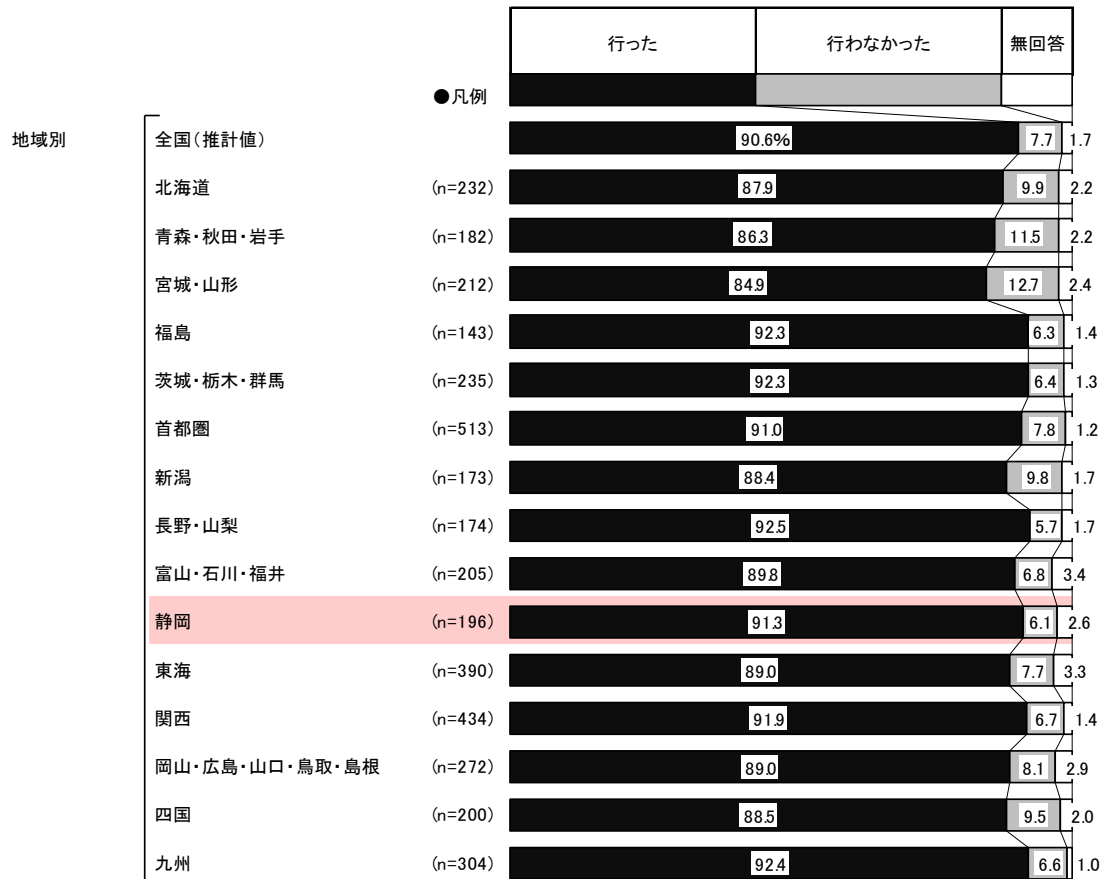 行った 行わなかった 無回答
●凡例
地域別 全国(推計値) 90.6% 7.7 1.7
北海道 (n=232) 87.9 9.9 2.2
青森・秋田・岩手 (n=182) 86.3 11.5 2.2
宮城・山形 (n=212) 84.9 12.7 2.4
福島 (n=143) 92.3 6.3 1.4
茨城・栃木・群馬 (n=235) 92.3 6.4 1.3
首都圏 (n=513) 91.0 7.8 1.2
新潟 (n=173) 88.4 9.8 1.7
長野・山梨 (n=174) 92.5 5.7 1.7
富山・石川・福井 (n=205) 89.8 6.8 3.4
静岡 (n=196) 91.3 6.1 2.6
東海 (n=390) 89.0 7.7 3.3
関西 (n=434) 91.9 6.7 1.4
岡山・広島・山口・鳥取・島根 (n=272) 89.0 8.1 2.9
四国 (n=200) 88.5 9.5 2.0
九州 (n=304) 92.4 6.6 1.0